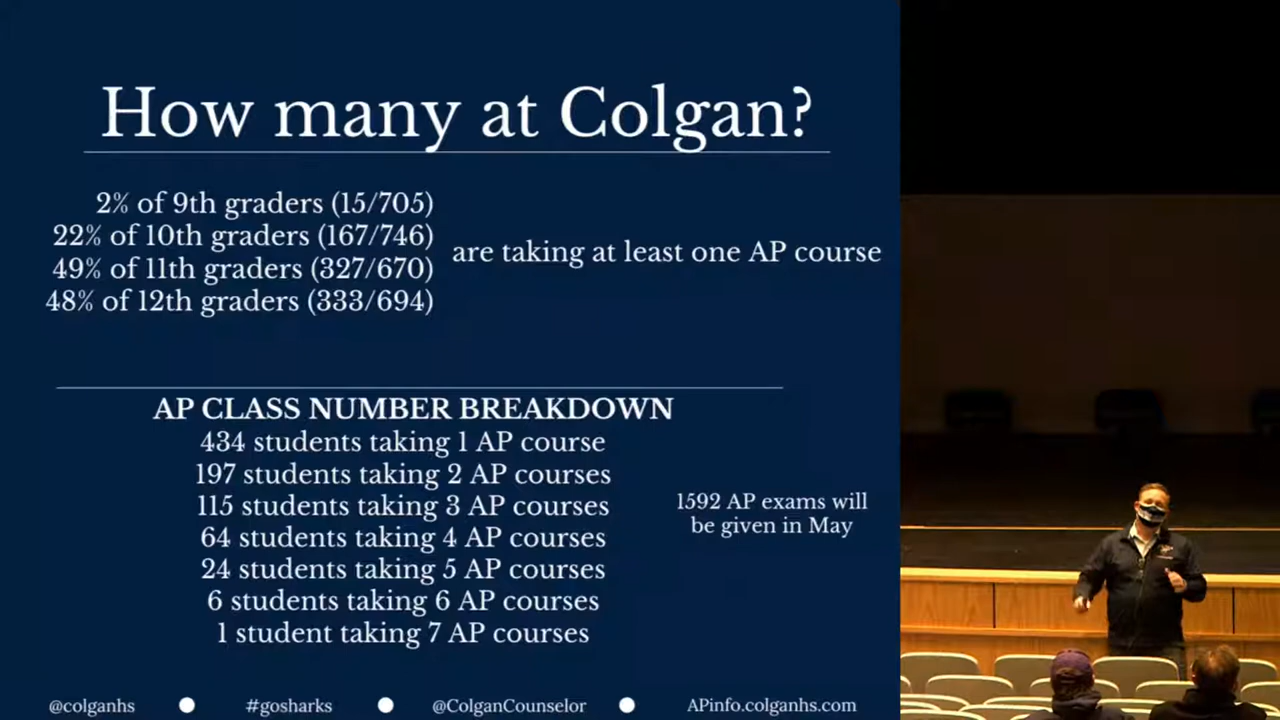 How many at Colgan?
2% of 9th graders (15/705)
22% of 10th graders (167/746)
49% of 11th graders (327/670)
48% of 12th graders (333/694)
are taking at least one AP course
AP CLASS NUMBER BREAKDOWN
434 students taking 1 AP course
197 students taking 2 AP courses
115 students taking 3 AP courses
64 students taking 4 AP courses
24 students taking 5 AP courses
6 students taking 6 AP courses
1 student taking 7 AP courses
1592 AP exams will
be given in May
@colganhs
#gosharks
@ColganCounselor
APinfo.colganhs.com